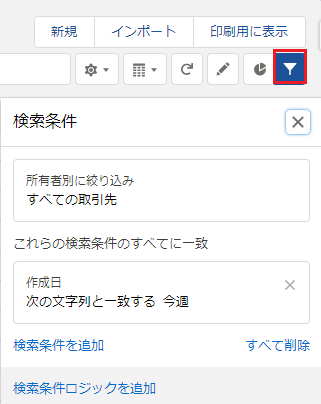 新規 インポート 印刷用に表示
検索条件
所有者別に絞り込み
すべての取引先
これらの検索条件のすべてに一致
作成日
次の文字列と一致する 今週
検索条件を追加 すべて削除
検索条件ロジックを追加